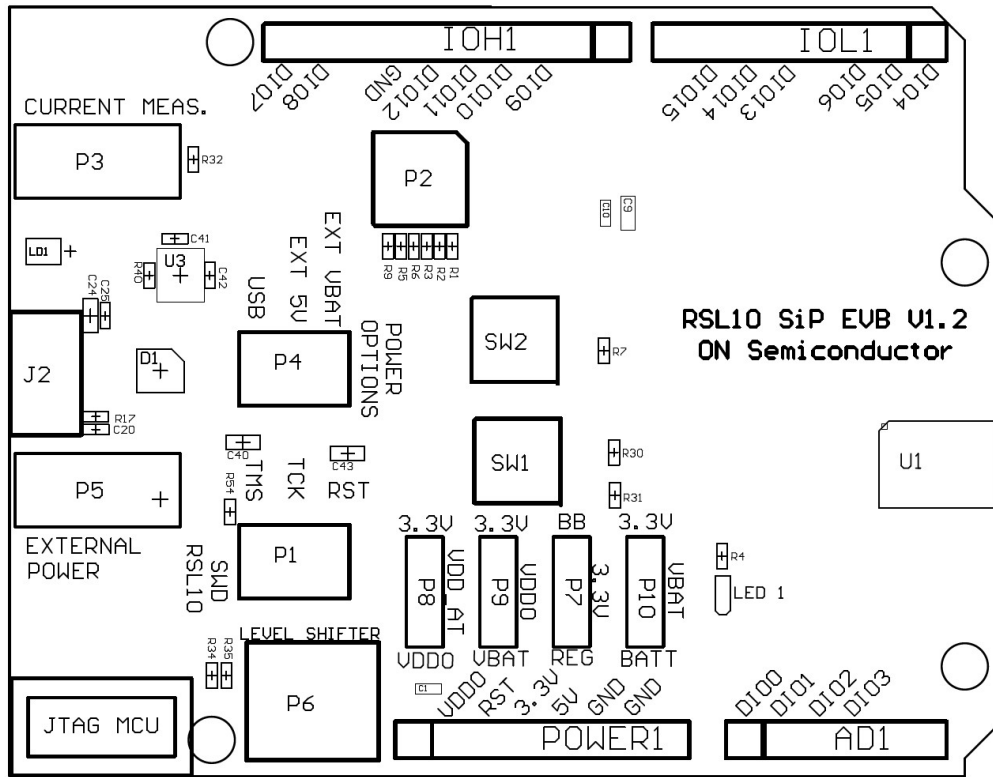 IOH1
IOL1
DIO7
DIO8
GND
DIO12
DIO11
DIO10
DIO9
DIO15
DIO14
DIO13
DIO6
DIO5
DIO4
CURRENT MEAS.
P3
R32
P2
C10
C9
LD1
C41
U3
R40
C42
R9
R5
R6
R3
R2
R1
C24
C25
USB
EXT 5V
EXT VBAT
POWER
OPTIONS
RSL10 SiP EVB V1.2
ON Semiconductor
J2
D1
P4
SW2
R7
R17
C20
C40
C43
TMS
TCK
RST
R54
SW1
R30
R31
U1
P5
EXTERNAL
POWER
SWD
RSL10
P1
3.3V
3.3V
BB
3.3V
P8
VDD_AT
P9
VDDO
P7
3.3V
P10
VBAT
R4
LED 1
LEVEL SHIFTER
VDDO
VBAT
REG
BATT
R34
R35
P6
C1
VDDO
RST
3.3V
5V
GND
GND
DIO0
DIO1
DIO2
DIO3
JTAG MCU
POWER1
AD1